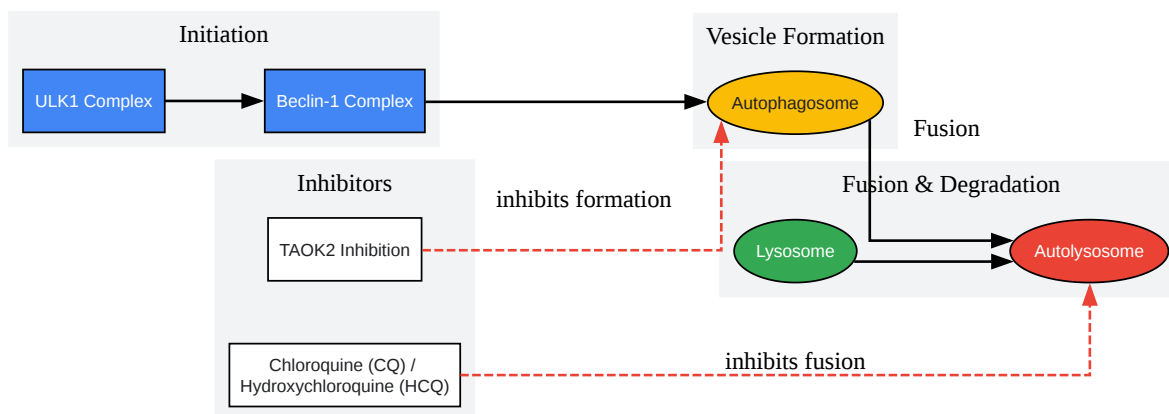 Initiation
ULK1 Complex
Beclin-1 Complex
Vesicle Formation
Autophagosome
Fusion
Inhibitors
inhibits formation
TAOK2 Inhibition
Fusion & Degradation
Lysosome
Autolysosome
Chloroquine (CQ) /
Hydroxychloroquine (HCQ)
inhibits fusion